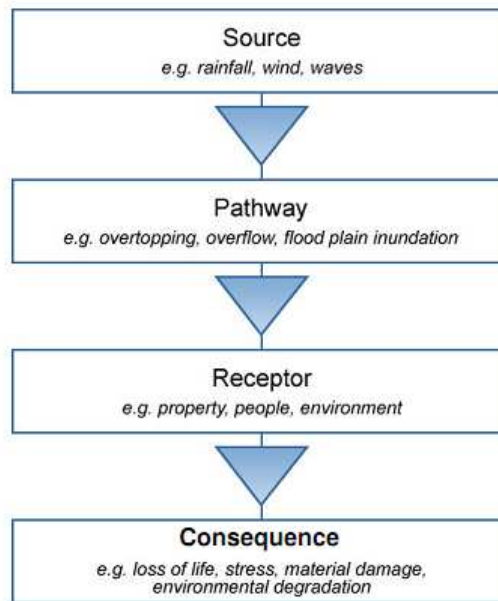 Source
e.g. rainfall, wind, waves
Pathway
e.g. overtopping, overflow, flood plain inundation
Receptor
e.g. property, people, environment
Consequence
e.g. loss of life, stress, material damage,
environmental degradation